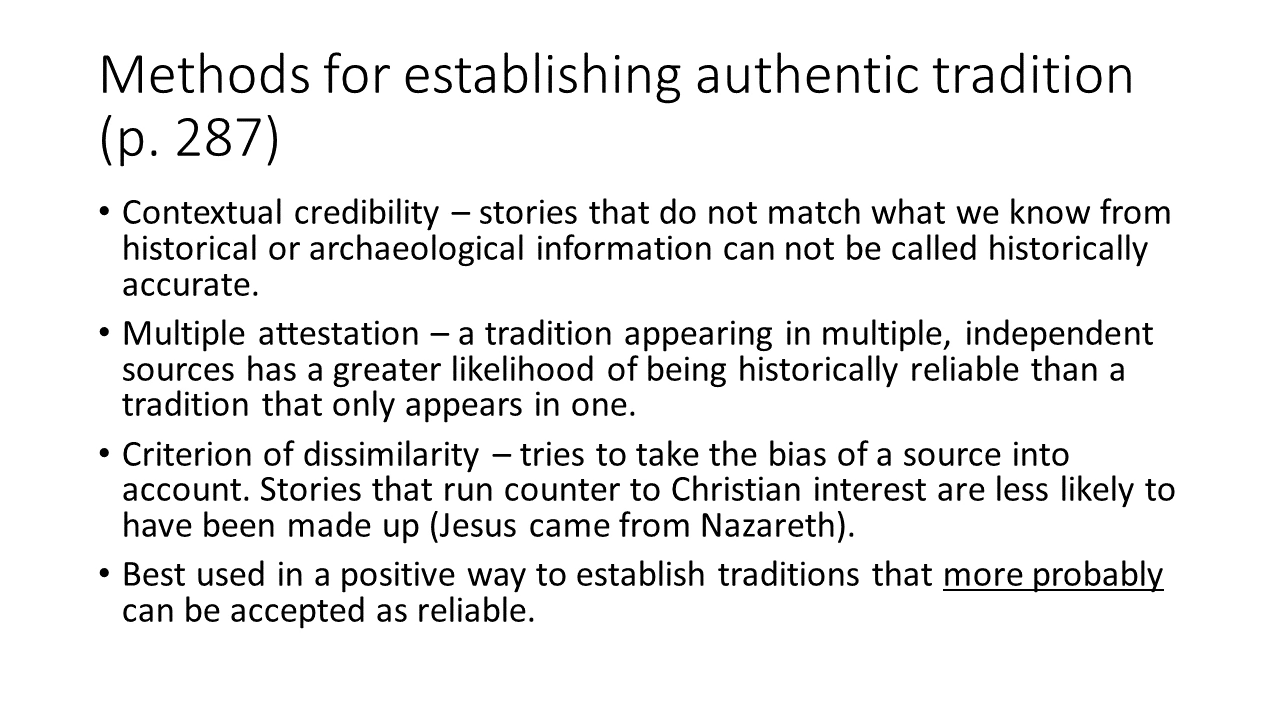 Methods for establishing authentic tradition
(p. 287)
• Contextual credibility – stories that do not match what we know from
historical or archaeological information can not be called historically
accurate.
• Multiple attestation – a tradition appearing in multiple, independent
sources has a greater likelihood of being historically reliable than a
tradition that only appears in one.
• Criterion of dissimilarity – tries to take the bias of a source into
account. Stories that run counter to Christian interest are less likely to
have been made up (Jesus came from Nazareth).
• Best used in a positive way to establish traditions that more probably
can be accepted as reliable.